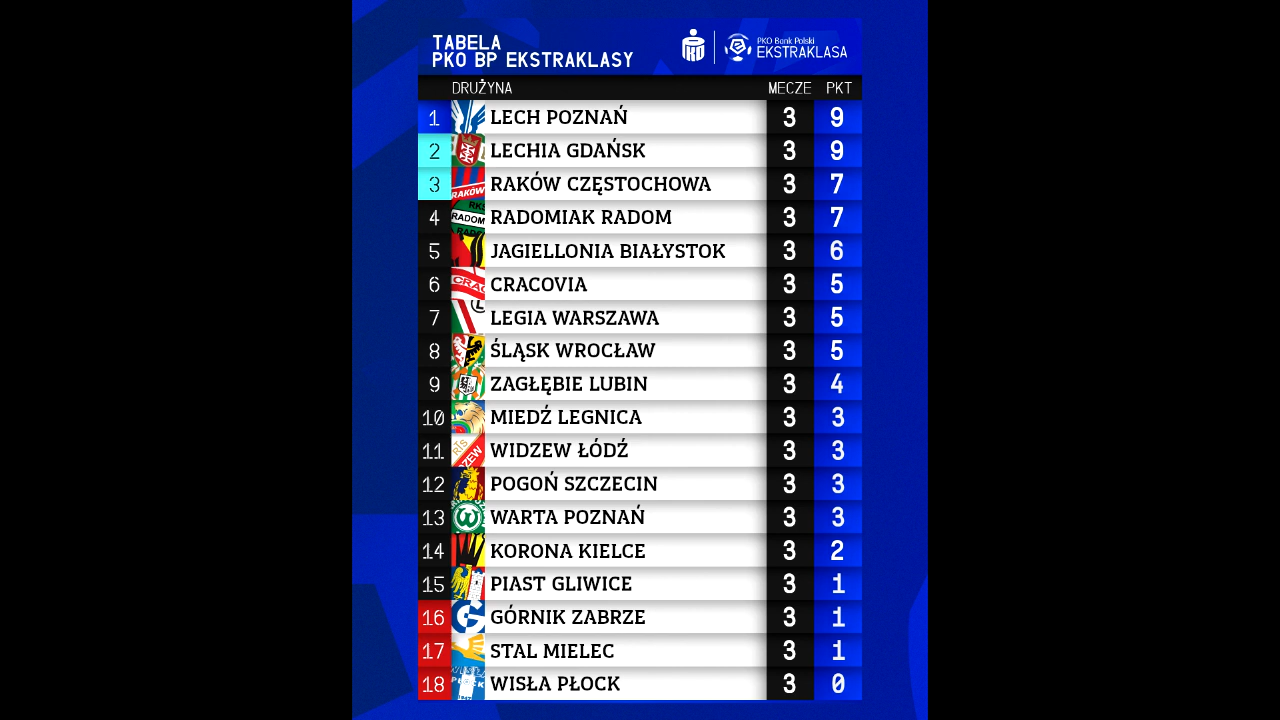 TABELA
PKO BP EKSTRAKLASY
PKO Bank Polski
EKSTRAKLASA
DRUŻYNA MECZE PKT
1 LECH POZNAŃ 3 9
2 LECHIA GDAŃSK 3 9
3 RAKÓW RAKÓW CZĘSTOCHOWA 3 7
4 RADOM RADOMIAK RADOM 3 7
5 JAGIELLONIA BIAŁYSTOK 3 6
6 CRACOVIA 3 5
7 LEGIA WARSZAWA 3 5
8 ŚLĄSK WROCŁAW 3 5
9 ZAGŁĘBIE LUBIN 3 4
10 MIEDŹ LEGNICA 3 3
11 WIDZEW ŁÓDŹ 3 3
12 POGOŃ SZCZECIN 3 3
13 WARTA POZNAŃ 3 3
14 KORONA KIELCE 3 2
15 PIAST GLIWICE 3 1
16 GÓRNIK ZABRZE 3 1
17 STAL MIELEC 3 1
18 WISŁA PŁOCK 3 0